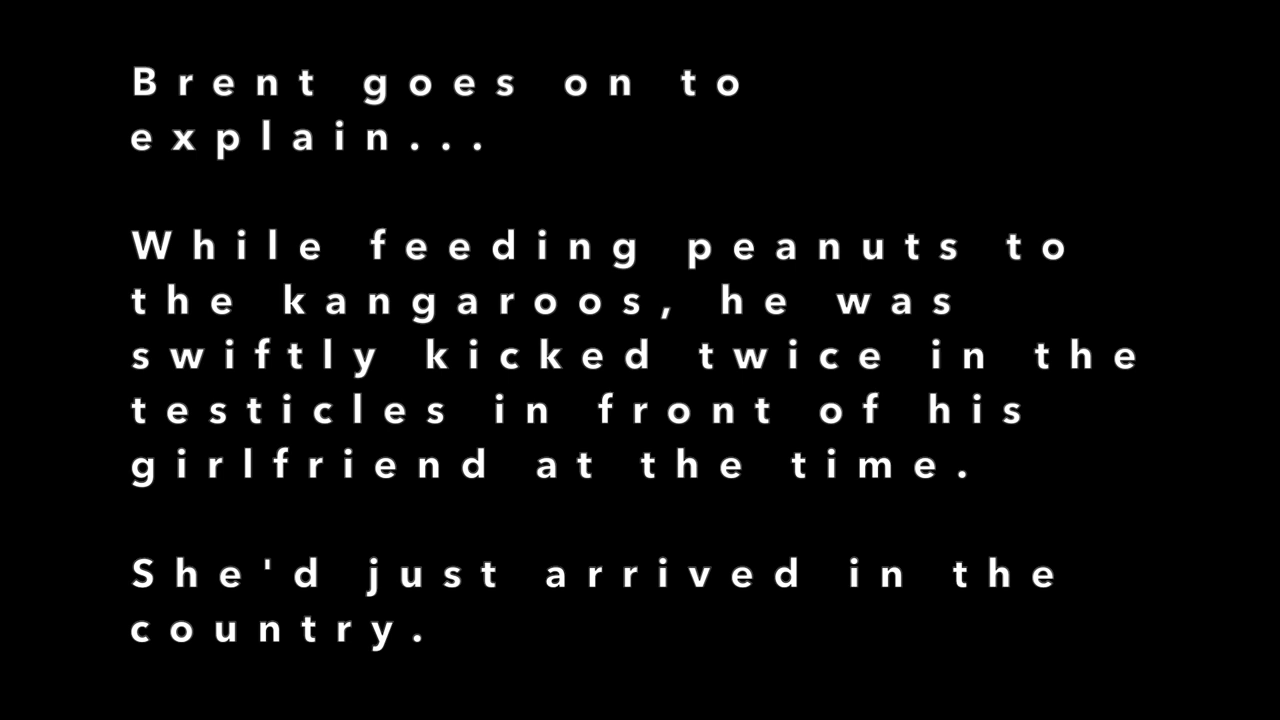 Brent goes on to
explain...
While feeding peanuts to
the kangaroos, he was
swiftly kicked twice in the
testicles in front of his
girlfriend at the time.
She'd just arrived in the
country.